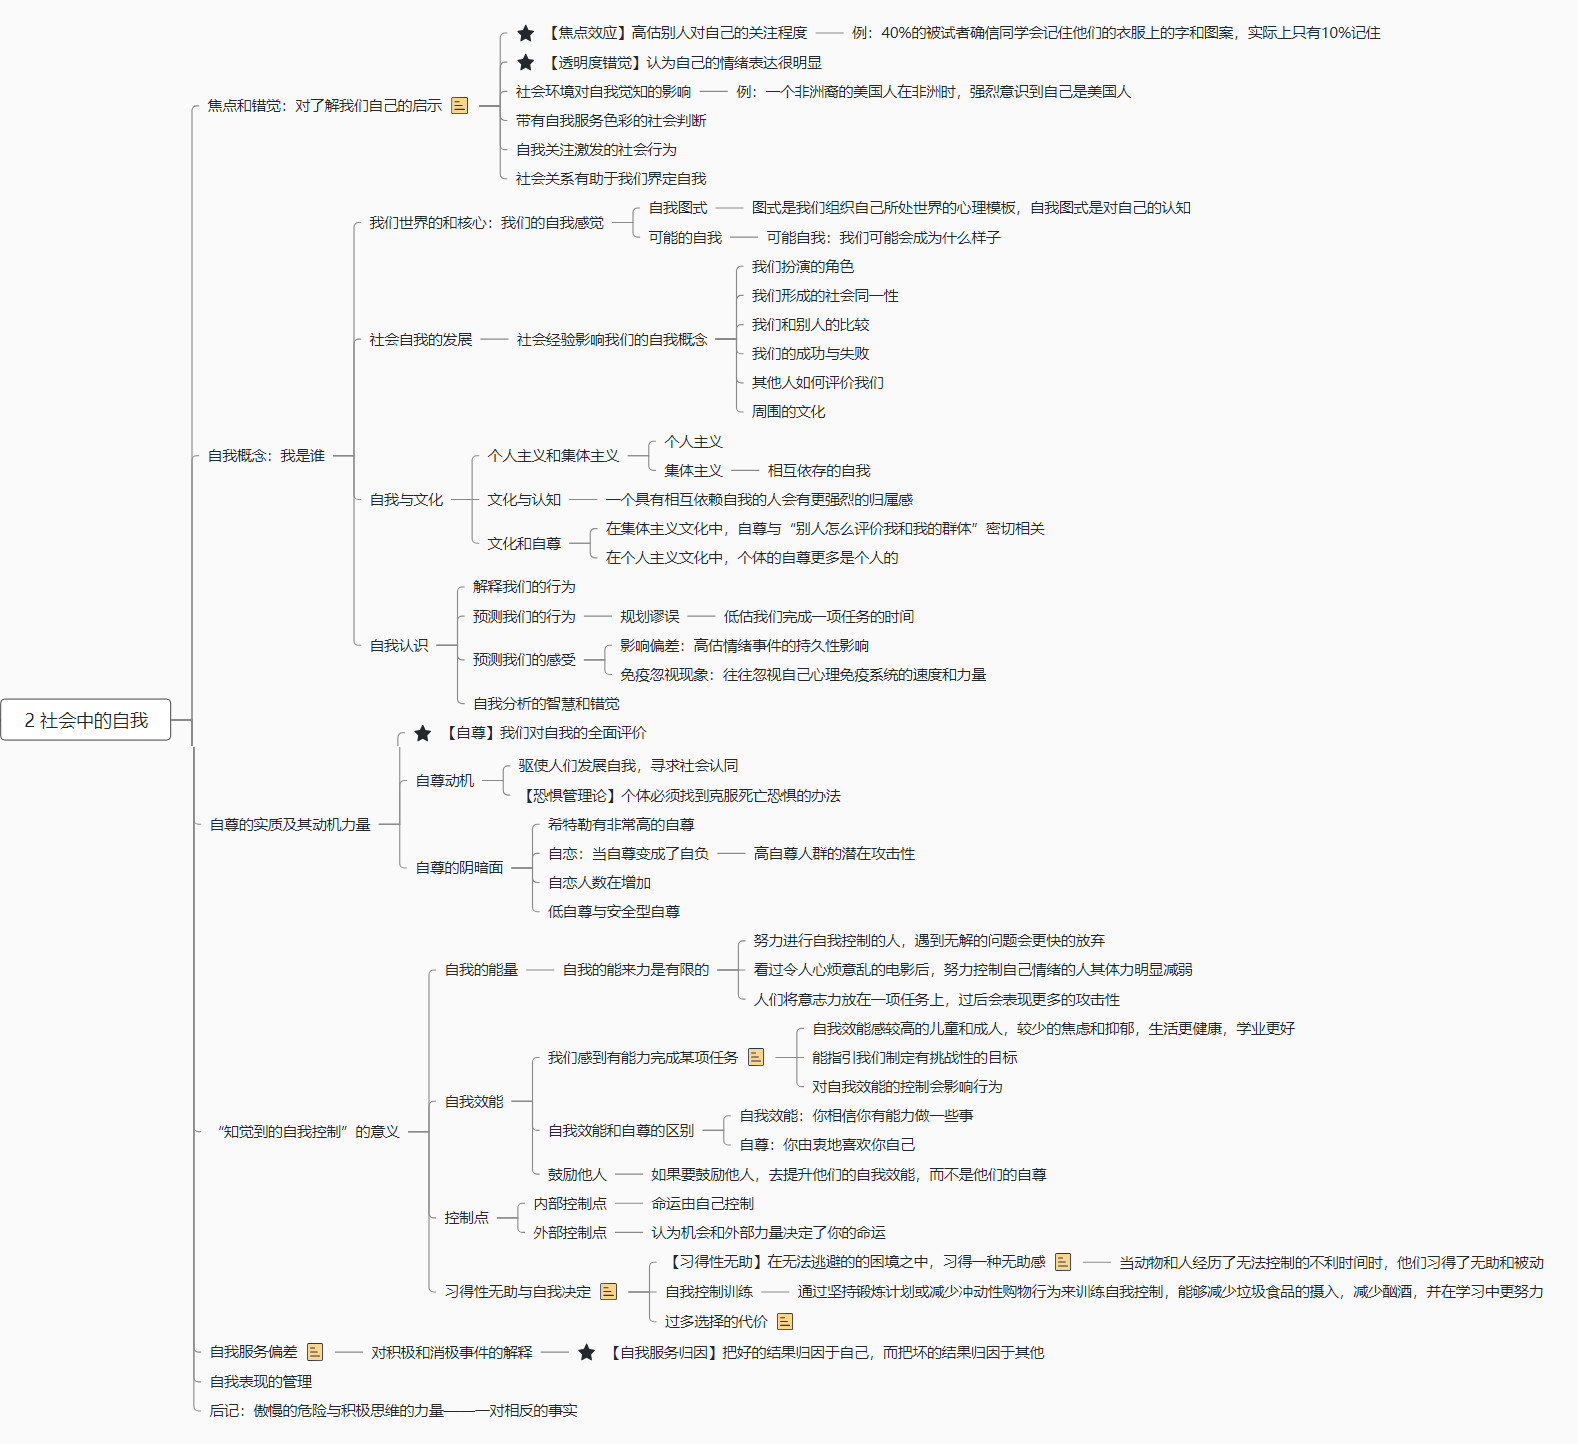 【焦点效应】高估别人对自己的关注程度
例：40%的被试者确信同学会记住他们的衣服上的字和图案，实际上只有10%记住
【透明度错觉】认为自己的情绪表达很明显
社会环境对自我觉知的影响
例：一个非洲裔的美国人在非洲时，强烈意识到自己是美国人
焦点和错觉：对了解我们自己的启示
带有自我服务色彩的社会判断
自我关注激发的社会行为
社会关系有助于我们界定自我
我们世界的和核心：我们的自我感觉
自我图式
图式是我们组织自己所处世界的心理模板，自我图式是对自己的认知
可能的自我
可能自我：我们可能会成为什么样子
我们扮演的角色
我们形成的社会同一性
我们和别人的比较
社会自我的发展
社会经验影响我们的自我概念
我们的成功与失败
其他人如何评价我们
周围的文化
自我概念：我是谁
个人主义和集体主义
个人主义
集体主义
相互依存的自我
自我与文化
文化与认知
一个具有相互依赖自我的人会有更强烈的归属感
文化和自尊
在集体主义文化中，自尊与“别人怎么评价我和我的群体”密切相关
在个人主义文化中，个体的自尊更多是个人的
解释我们的行为
预测我们的行为
规划谬误
低估我们完成一项任务的时间
自我认识
预测我们的感受
影响偏差：高估情绪事件的持久性影响
免疫忽视现象：往往忽视自己心理免疫系统的速度和力量
自我分析的智慧和错觉
2 社会中的自我
【自尊】我们对自我的全面评价
自尊动机
驱使人们发展自我，寻求社会认同
【恐惧管理论】个体必须找到克服死亡恐惧的办法
自尊的实质及其动机力量
希特勒有非常高的自尊
自尊的阴暗面
自恋：当自尊变成了自负
高自尊人群的潜在攻击性
自恋人数在增加
低自尊与安全型自尊
努力进行自我控制的人，遇到无解的问题会更快的放弃
自我的能量
自我的能来力是有限的
看过令人心烦意乱的电影后，努力控制自己情绪的人其体力明显减弱
人们将意志力放在一项任务上，过后会表现更多的攻击性
自我效能感较高的儿童和成人，较少的焦虑和抑郁，生活更健康，学业更好
我们感到有能力完成某项任务
能指引我们制定有挑战性的目标
对自我效能的控制会影响行为
自我效能
自我效能和自尊的区别
自我效能：你相信你有能力做一些事
自尊：你由衷地喜欢你自己
“知觉到的自我控制”的意义
鼓励他人
如果要鼓励他人，去提升他们的自我效能，而不是他们的自尊
控制点
内部控制点
命运由自己控制
外部控制点
认为机会和外部力量决定了你的命运
【习得性无助】在无法逃避的的困境之中，习得一种无助感
当动物和人经历了无法控制的不利时间时，他们习得了无助和被动
习得性无助与自我决定
自我控制训练
通过坚持锻炼计划或减少冲动性购物行为来训练自我控制，能够减少垃圾食品的摄入，减少酗酒，并在学习中更努力
过多选择的代价
自我服务偏差
对积极和消极事件的解释
【自我服务归因】把好的结果归因于自己，而把坏的结果归因于其他
自我表现的管理
后记：傲慢的危险与积极思维的力量———一对相反的事实